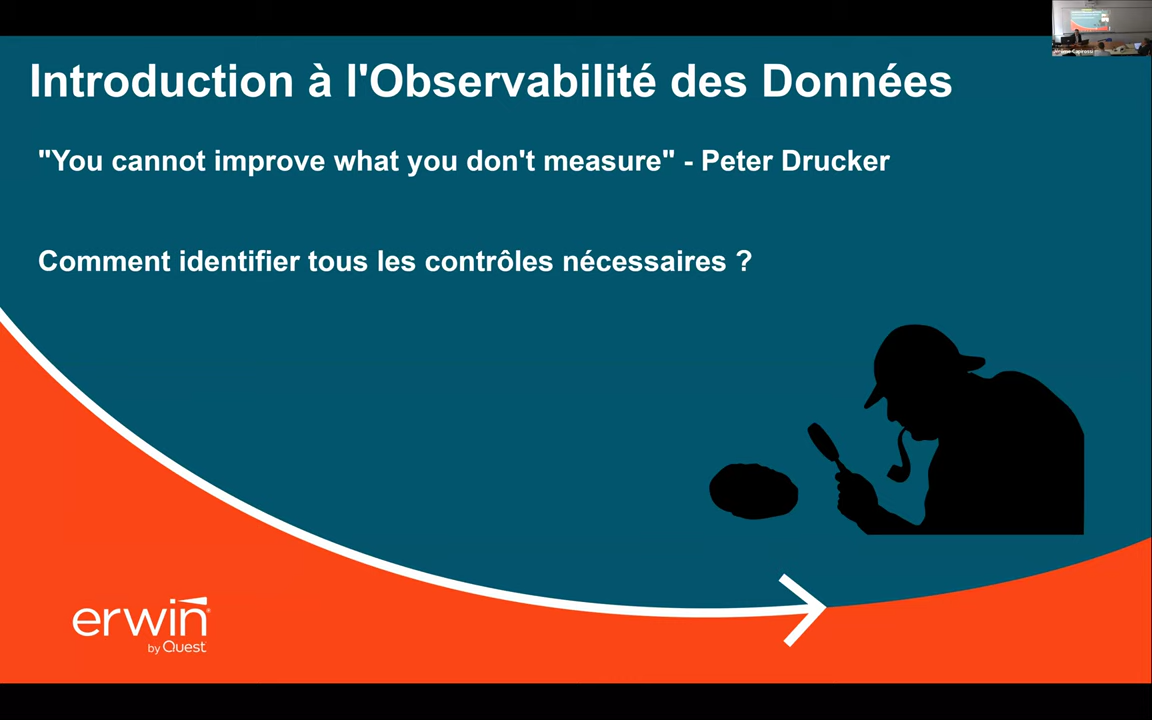 Introduction à l'Observabilité des Données
"You cannot improve what you don't measure" - Peter Drucker
Comment identifier tous les contrôles nécessaires ?
erwin®
by Quest